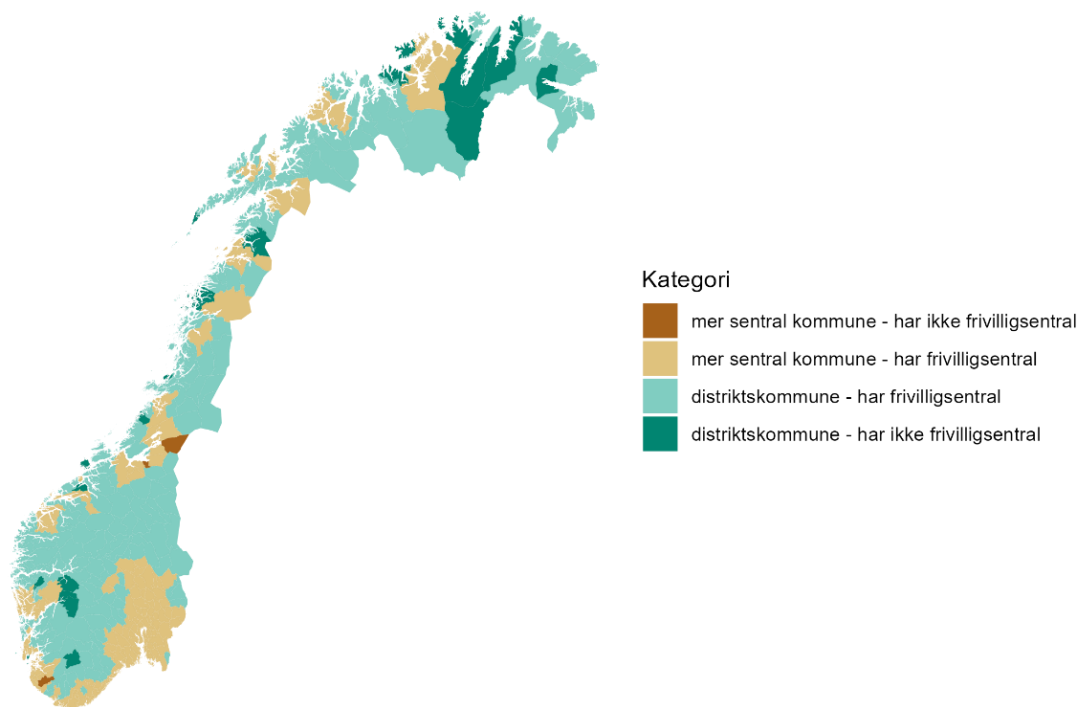 Kategori
mer sentral kommune - har ikke frivilligsentral
mer sentral kommune - har frivilligsentral
distriktskommune - har frivilligsentral
distriktskommune - har ikke frivilligsentral